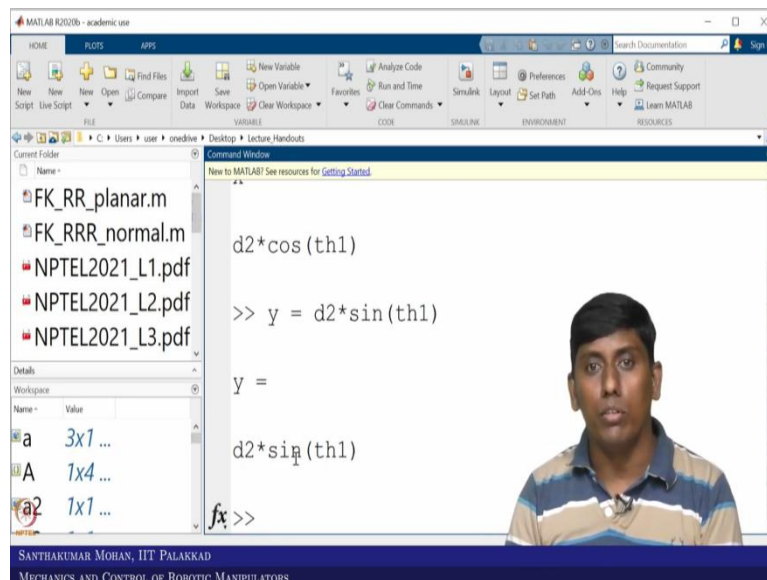 MATLAB R2020b - academic use
HOME PLOTS APPS
Search Documentation Sign
New Script
New Live Script
New
Open
Find Files
Compare
Import Data
Save Workspace
New Variable
Open Variable
Clear Workspace
Favorites
Analyze Code
Run and Time
Clear Commands
Simulink
Layout
Preferences
Set Path
Add-Ons
Help
Community
Request Support
Learn MATLAB
FILE VARIABLE CODE SIMULINK ENVIRONMENT RESOURCES
C: Users user onedrive Desktop Lecture_Handouts
Current Folder
Name
FK_RR_planar.m
FK_RRR_normal.m
NPTEL2021_L1.pdf
NPTEL2021_L2.pdf
NPTEL2021_L3.pdf
Details
Workspace
Name Value
a 3x1 ...
A 1x4 ...
a2 1x1 ...
NPTEL
Command Window
New to MATLAB? See resources for Getting Started.
d2*cos(th1)
>> y = d2*sin(th1)
y =
d2*sin(th1)
fx >>
SANTHAKUMAR MOHAN, IIT PALAKKAD
MECHANICS AND CONTROL OF ROBOTIC MANIPULATORS